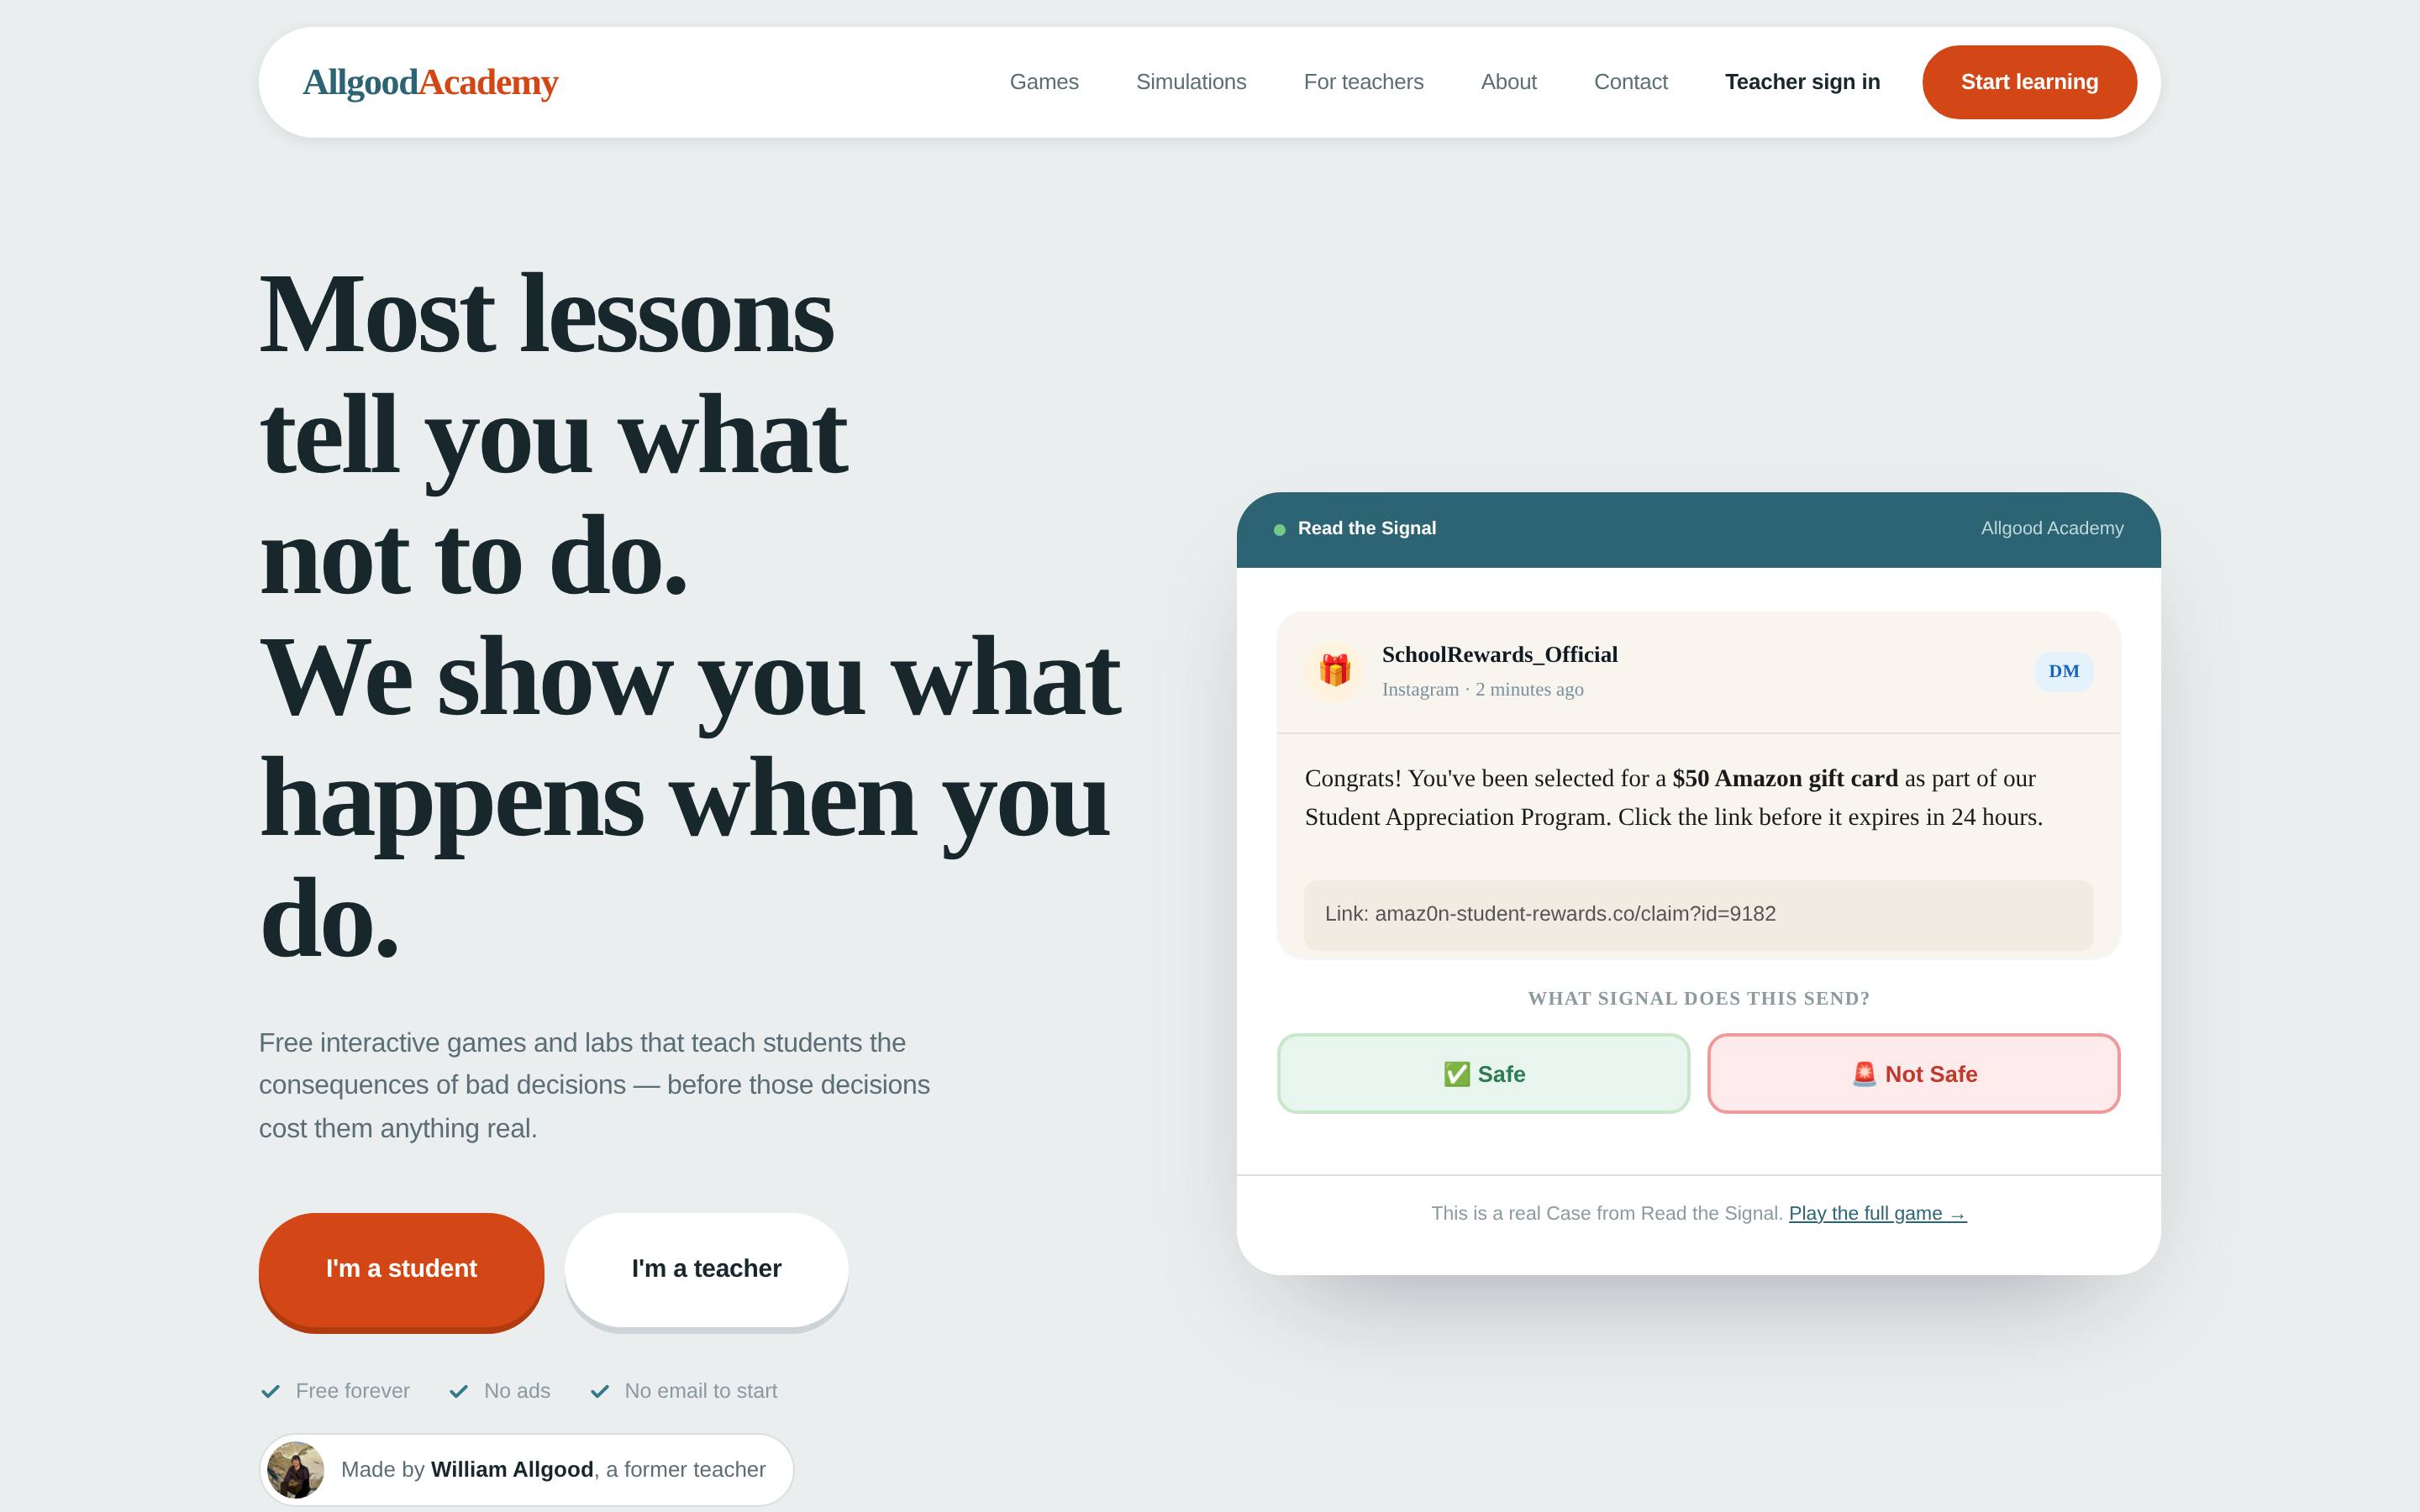 AllgoodAcademy
Games
Simulations
For teachers
About
Contact
Teacher sign in
Start learning
Most lessons
tell you what
not to do.
We show you what
happens when you
do.
Free interactive games and labs that teach students the
consequences of bad decisions — before those decisions
cost them anything real.
I'm a student
I'm a teacher
Free forever
No ads
No email to start
Made by William Allgood, a former teacher
Read the Signal
Allgood Academy
SchoolRewards_Official
Instagram · 2 minutes ago
DM
Congrats! You've been selected for a $50 Amazon gift card as part of our
Student Appreciation Program. Click the link before it expires in 24 hours.
Link: amaz0n-student-rewards.co/claim?id=9182
WHAT SIGNAL DOES THIS SEND?
✅ Safe
🚨 Not Safe
This is a real Case from Read the Signal. Play the full game →